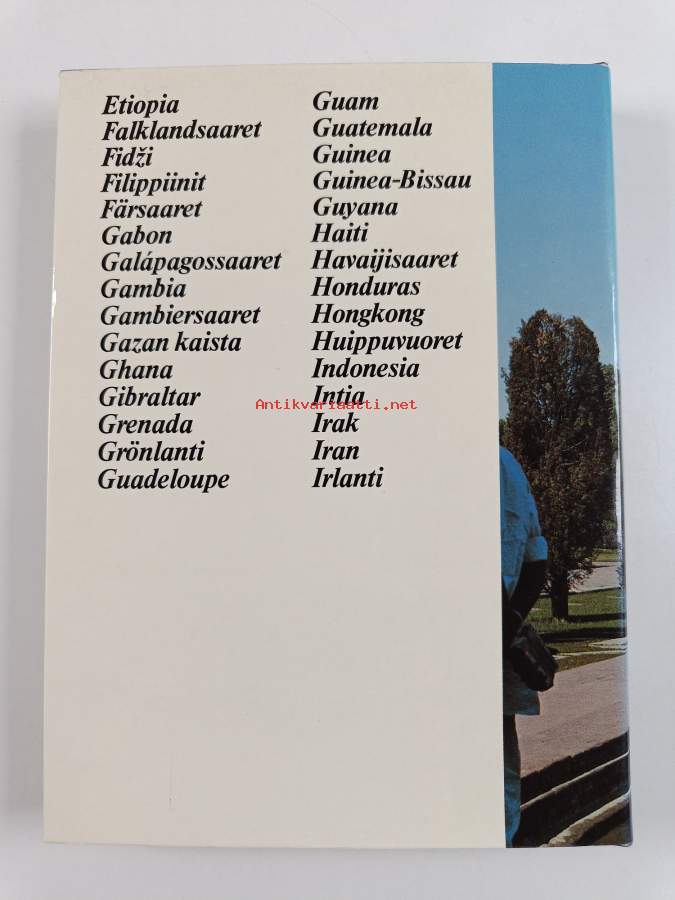 Etiopia
Falklandsaaret
Fidži
Filippiinit
Färsaaret
Gabon
Galápagossaaret
Gambia
Gambiersaaret
Gazan kaista
Ghana
Gibraltar
Grenada
Grönlanti
Guadeloupe
Guam
Guatemala
Guinea
Guinea-Bissau
Guyana
Haiti
Havaijisaaret
Honduras
Hongkong
Huippuvuoret
Indonesia
Intia
Irak
Iran
Irlanti
Antikvariaatti.net